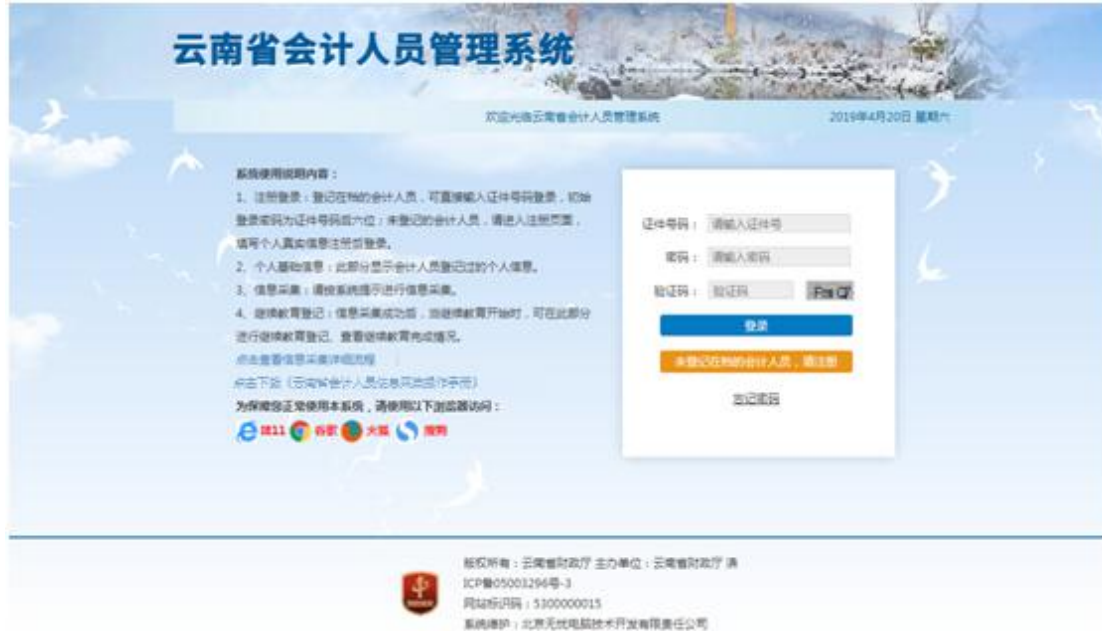 云南省会计人员管理系统
欢迎光临云南省会计人员管理系统
2019年4月20日 星期六
系统使用说明内容：
1、注册登录：登记在档的会计人员，可直接输入证件号码登录，初始
登录密码为证件号码后六位；未登记的会计人员，请进入注册页面，
填写个人真实信息注册后登录。
2、个人基础信息：此部分显示会计人员登记过的个人信息。
3、信息采集：请按系统提示进行信息采集。
4、继续教育登记：信息采集成功后，当继续教育开始时，可在此部分
进行继续教育登记、查看继续教育完成情况。
点击查看信息采集详细流程
点击下载《云南省会计人员信息采集操作手册》
为保障您正常使用本系统，请使用以下浏览器访问：
IE11 谷歌 火狐 搜狗
证件号码： 请输入证件号
密码： 请输入密码
验证码： 验证码
登录
未登记在档的会计人员，请注册
忘记密码
版权所有：云南省财政厅 主办单位：云南省财政厅 滇
ICP备05003296号-3
网站标识码：5300000015
系统维护：北京无忧电脑技术开发有限责任公司